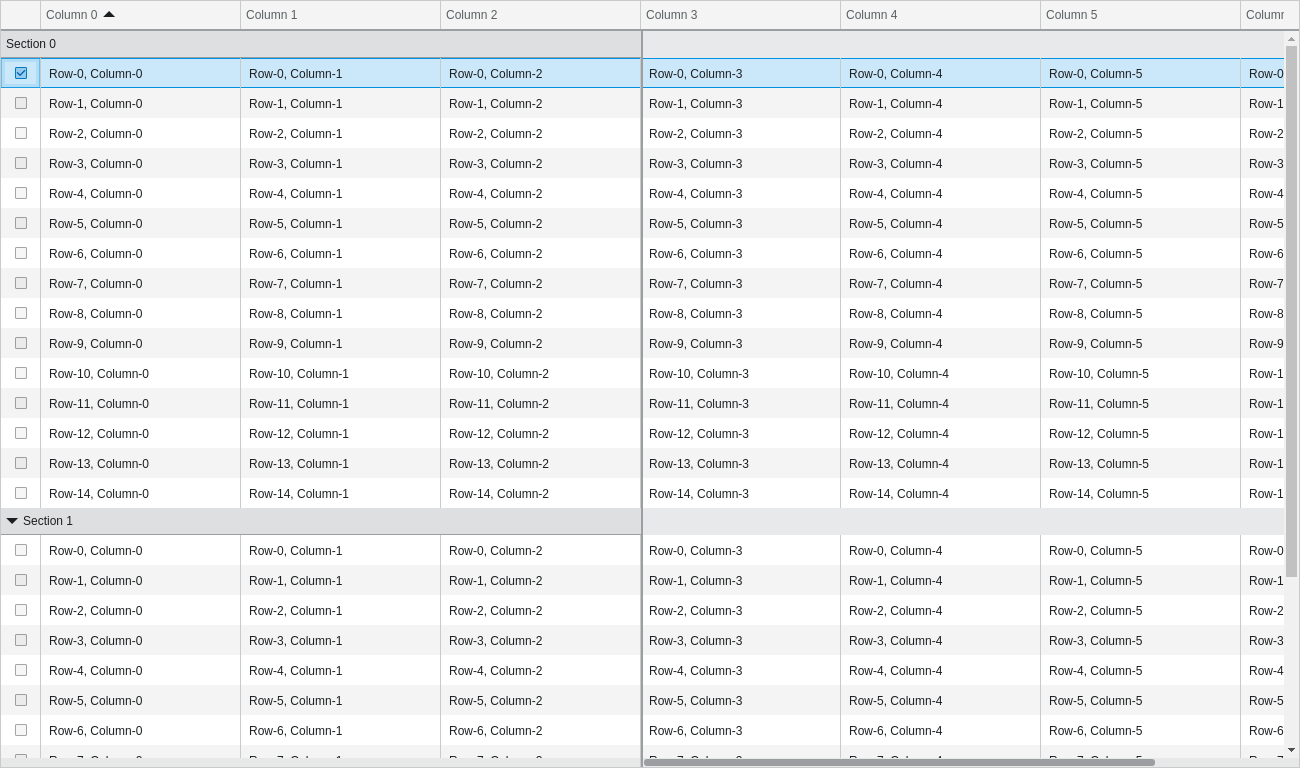 Column 0 Column 1 Column 2 Column 3 Column 4 Column 5 Column
Section 0
Row-0, Column-0 Row-0, Column-1 Row-0, Column-2 Row-0, Column-3 Row-0, Column-4 Row-0, Column-5 Row-0
Row-1, Column-0 Row-1, Column-1 Row-1, Column-2 Row-1, Column-3 Row-1, Column-4 Row-1, Column-5 Row-1
Row-2, Column-0 Row-2, Column-1 Row-2, Column-2 Row-2, Column-3 Row-2, Column-4 Row-2, Column-5 Row-2
Row-3, Column-0 Row-3, Column-1 Row-3, Column-2 Row-3, Column-3 Row-3, Column-4 Row-3, Column-5 Row-3
Row-4, Column-0 Row-4, Column-1 Row-4, Column-2 Row-4, Column-3 Row-4, Column-4 Row-4, Column-5 Row-4
Row-5, Column-0 Row-5, Column-1 Row-5, Column-2 Row-5, Column-3 Row-5, Column-4 Row-5, Column-5 Row-5
Row-6, Column-0 Row-6, Column-1 Row-6, Column-2 Row-6, Column-3 Row-6, Column-4 Row-6, Column-5 Row-6
Row-7, Column-0 Row-7, Column-1 Row-7, Column-2 Row-7, Column-3 Row-7, Column-4 Row-7, Column-5 Row-7
Row-8, Column-0 Row-8, Column-1 Row-8, Column-2 Row-8, Column-3 Row-8, Column-4 Row-8, Column-5 Row-8
Row-9, Column-0 Row-9, Column-1 Row-9, Column-2 Row-9, Column-3 Row-9, Column-4 Row-9, Column-5 Row-9
Row-10, Column-0 Row-10, Column-1 Row-10, Column-2 Row-10, Column-3 Row-10, Column-4 Row-10, Column-5 Row-1
Row-11, Column-0 Row-11, Column-1 Row-11, Column-2 Row-11, Column-3 Row-11, Column-4 Row-11, Column-5 Row-1
Row-12, Column-0 Row-12, Column-1 Row-12, Column-2 Row-12, Column-3 Row-12, Column-4 Row-12, Column-5 Row-1
Row-13, Column-0 Row-13, Column-1 Row-13, Column-2 Row-13, Column-3 Row-13, Column-4 Row-13, Column-5 Row-1
Row-14, Column-0 Row-14, Column-1 Row-14, Column-2 Row-14, Column-3 Row-14, Column-4 Row-14, Column-5 Row-1
Section 1
Row-0, Column-0 Row-0, Column-1 Row-0, Column-2 Row-0, Column-3 Row-0, Column-4 Row-0, Column-5 Row-0
Row-1, Column-0 Row-1, Column-1 Row-1, Column-2 Row-1, Column-3 Row-1, Column-4 Row-1, Column-5 Row-1
Row-2, Column-0 Row-2, Column-1 Row-2, Column-2 Row-2, Column-3 Row-2, Column-4 Row-2, Column-5 Row-2
Row-3, Column-0 Row-3, Column-1 Row-3, Column-2 Row-3, Column-3 Row-3, Column-4 Row-3, Column-5 Row-3
Row-4, Column-0 Row-4, Column-1 Row-4, Column-2 Row-4, Column-3 Row-4, Column-4 Row-4, Column-5 Row-4
Row-5, Column-0 Row-5, Column-1 Row-5, Column-2 Row-5, Column-3 Row-5, Column-4 Row-5, Column-5 Row-5
Row-6, Column-0 Row-6, Column-1 Row-6, Column-2 Row-6, Column-3 Row-6, Column-4 Row-6, Column-5 Row-6